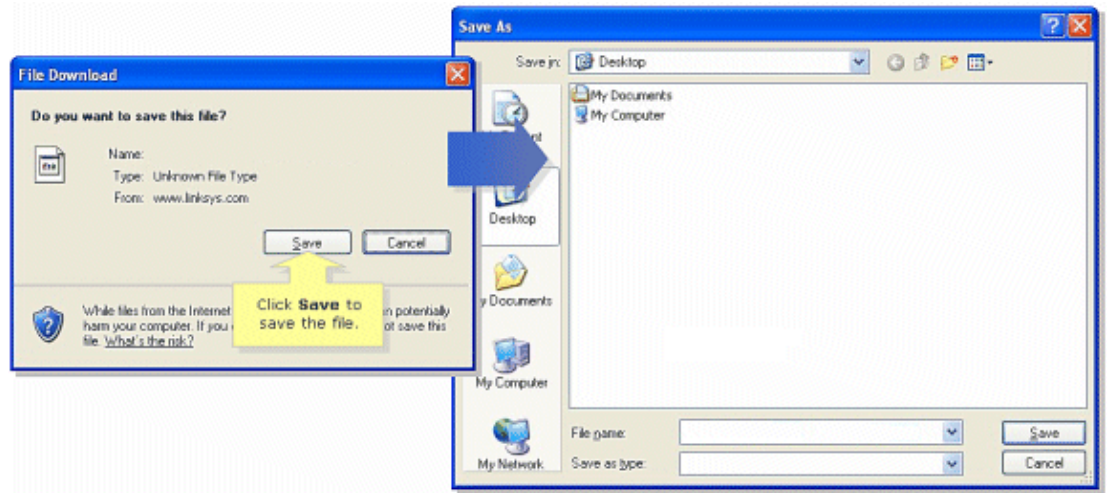 File Download
Do you want to save this file?
Name:
Type: Unknown File Type
From: www.linksys.com
Save
Cancel
Click Save to
save the file.
While files from the Internet
n potentially
harm your computer. If you
ot save this
file. What's the risk?
Save As
Save in:
Desktop
My Documents
My Computer
nt
Desktop
y Documents
My Computer
My Network
File name:
Save
Save as type:
Cancel